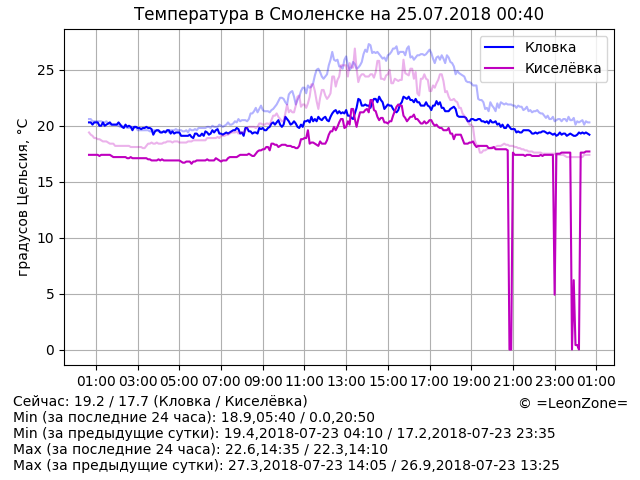 Температура в Смоленске на 25.07.2018 00:40
Кловка
Киселёвка
градусов Цельсия, °C
25
20
15
10
5
0
01:00 03:00 05:00 07:00 09:00 11:00 13:00 15:00 17:00 19:00 21:00 23:00 01:00
Сейчас: 19.2 / 17.7 (Кловка / Киселёвка)
© =LeonZone=
Min (за последние 24 часа): 18.9,05:40 / 0.0,20:50
Min (за предыдущие сутки): 19.4,2018-07-23 04:10 / 17.2,2018-07-23 23:35
Max (за последние 24 часа): 22.6,14:35 / 22.3,14:10
Max (за предыдущие сутки): 27.3,2018-07-23 14:05 / 26.9,2018-07-23 13:25